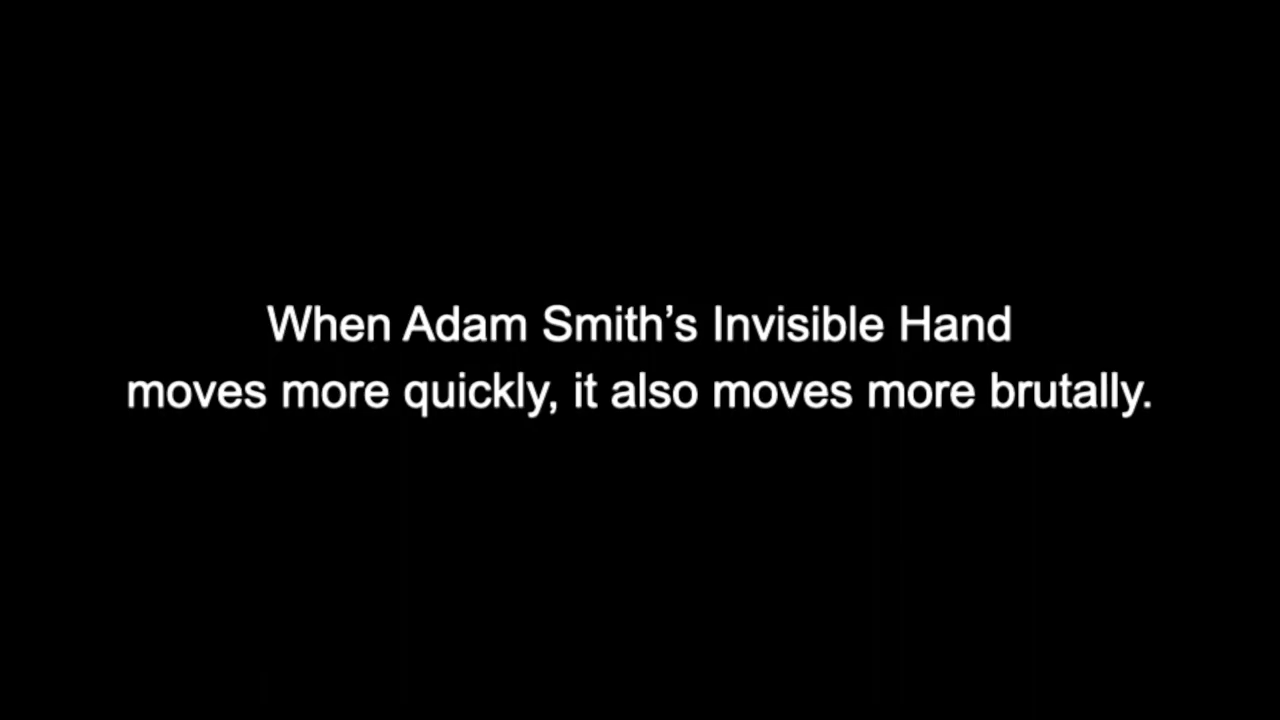 When Adam Smith’s Invisible Hand
moves more quickly, it also moves more brutally.